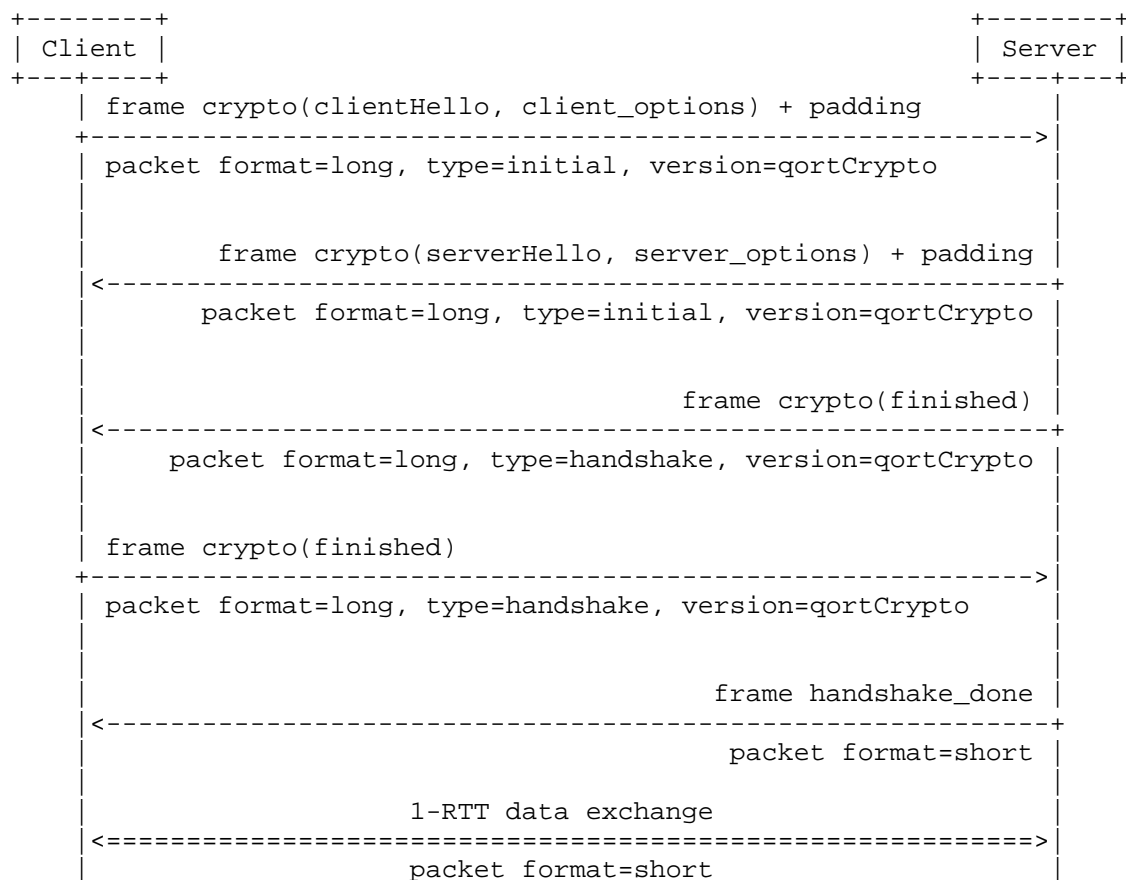 Client Server
frame crypto(clientHello, client_options) + padding
packet format=long, type=initial, version=qortCrypto
frame crypto(serverHello, server_options) + padding
packet format=long, type=initial, version=qortCrypto
frame crypto(finished)
packet format=long, type=handshake, version=qortCrypto
frame crypto(finished)
packet format=long, type=handshake, version=qortCrypto
frame handshake_done
packet format=short
1-RTT data exchange
packet format=short